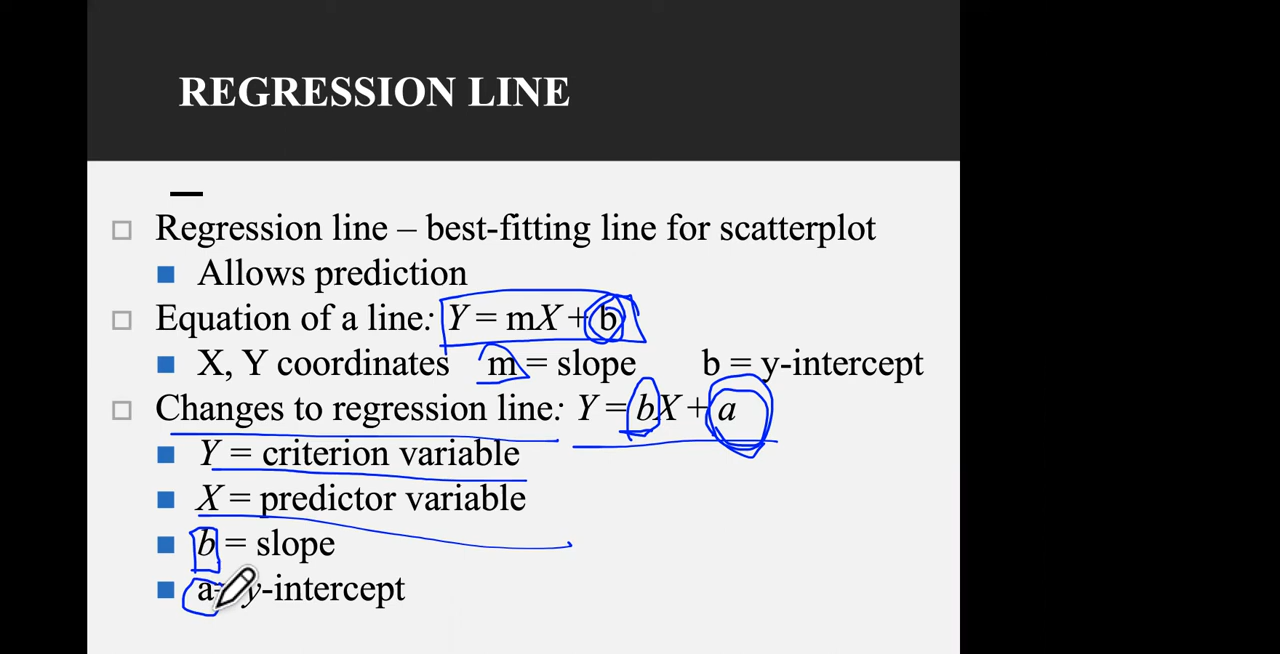 REGRESSION LINE
Regression line – best-fitting line for scatterplot
Allows prediction
Equation of a line: Y = mX + b
X, Y coordinates m = slope b = y-intercept
Changes to regression line: Y = bX + a
Y = criterion variable
X = predictor variable
b = slope
a= y-intercept